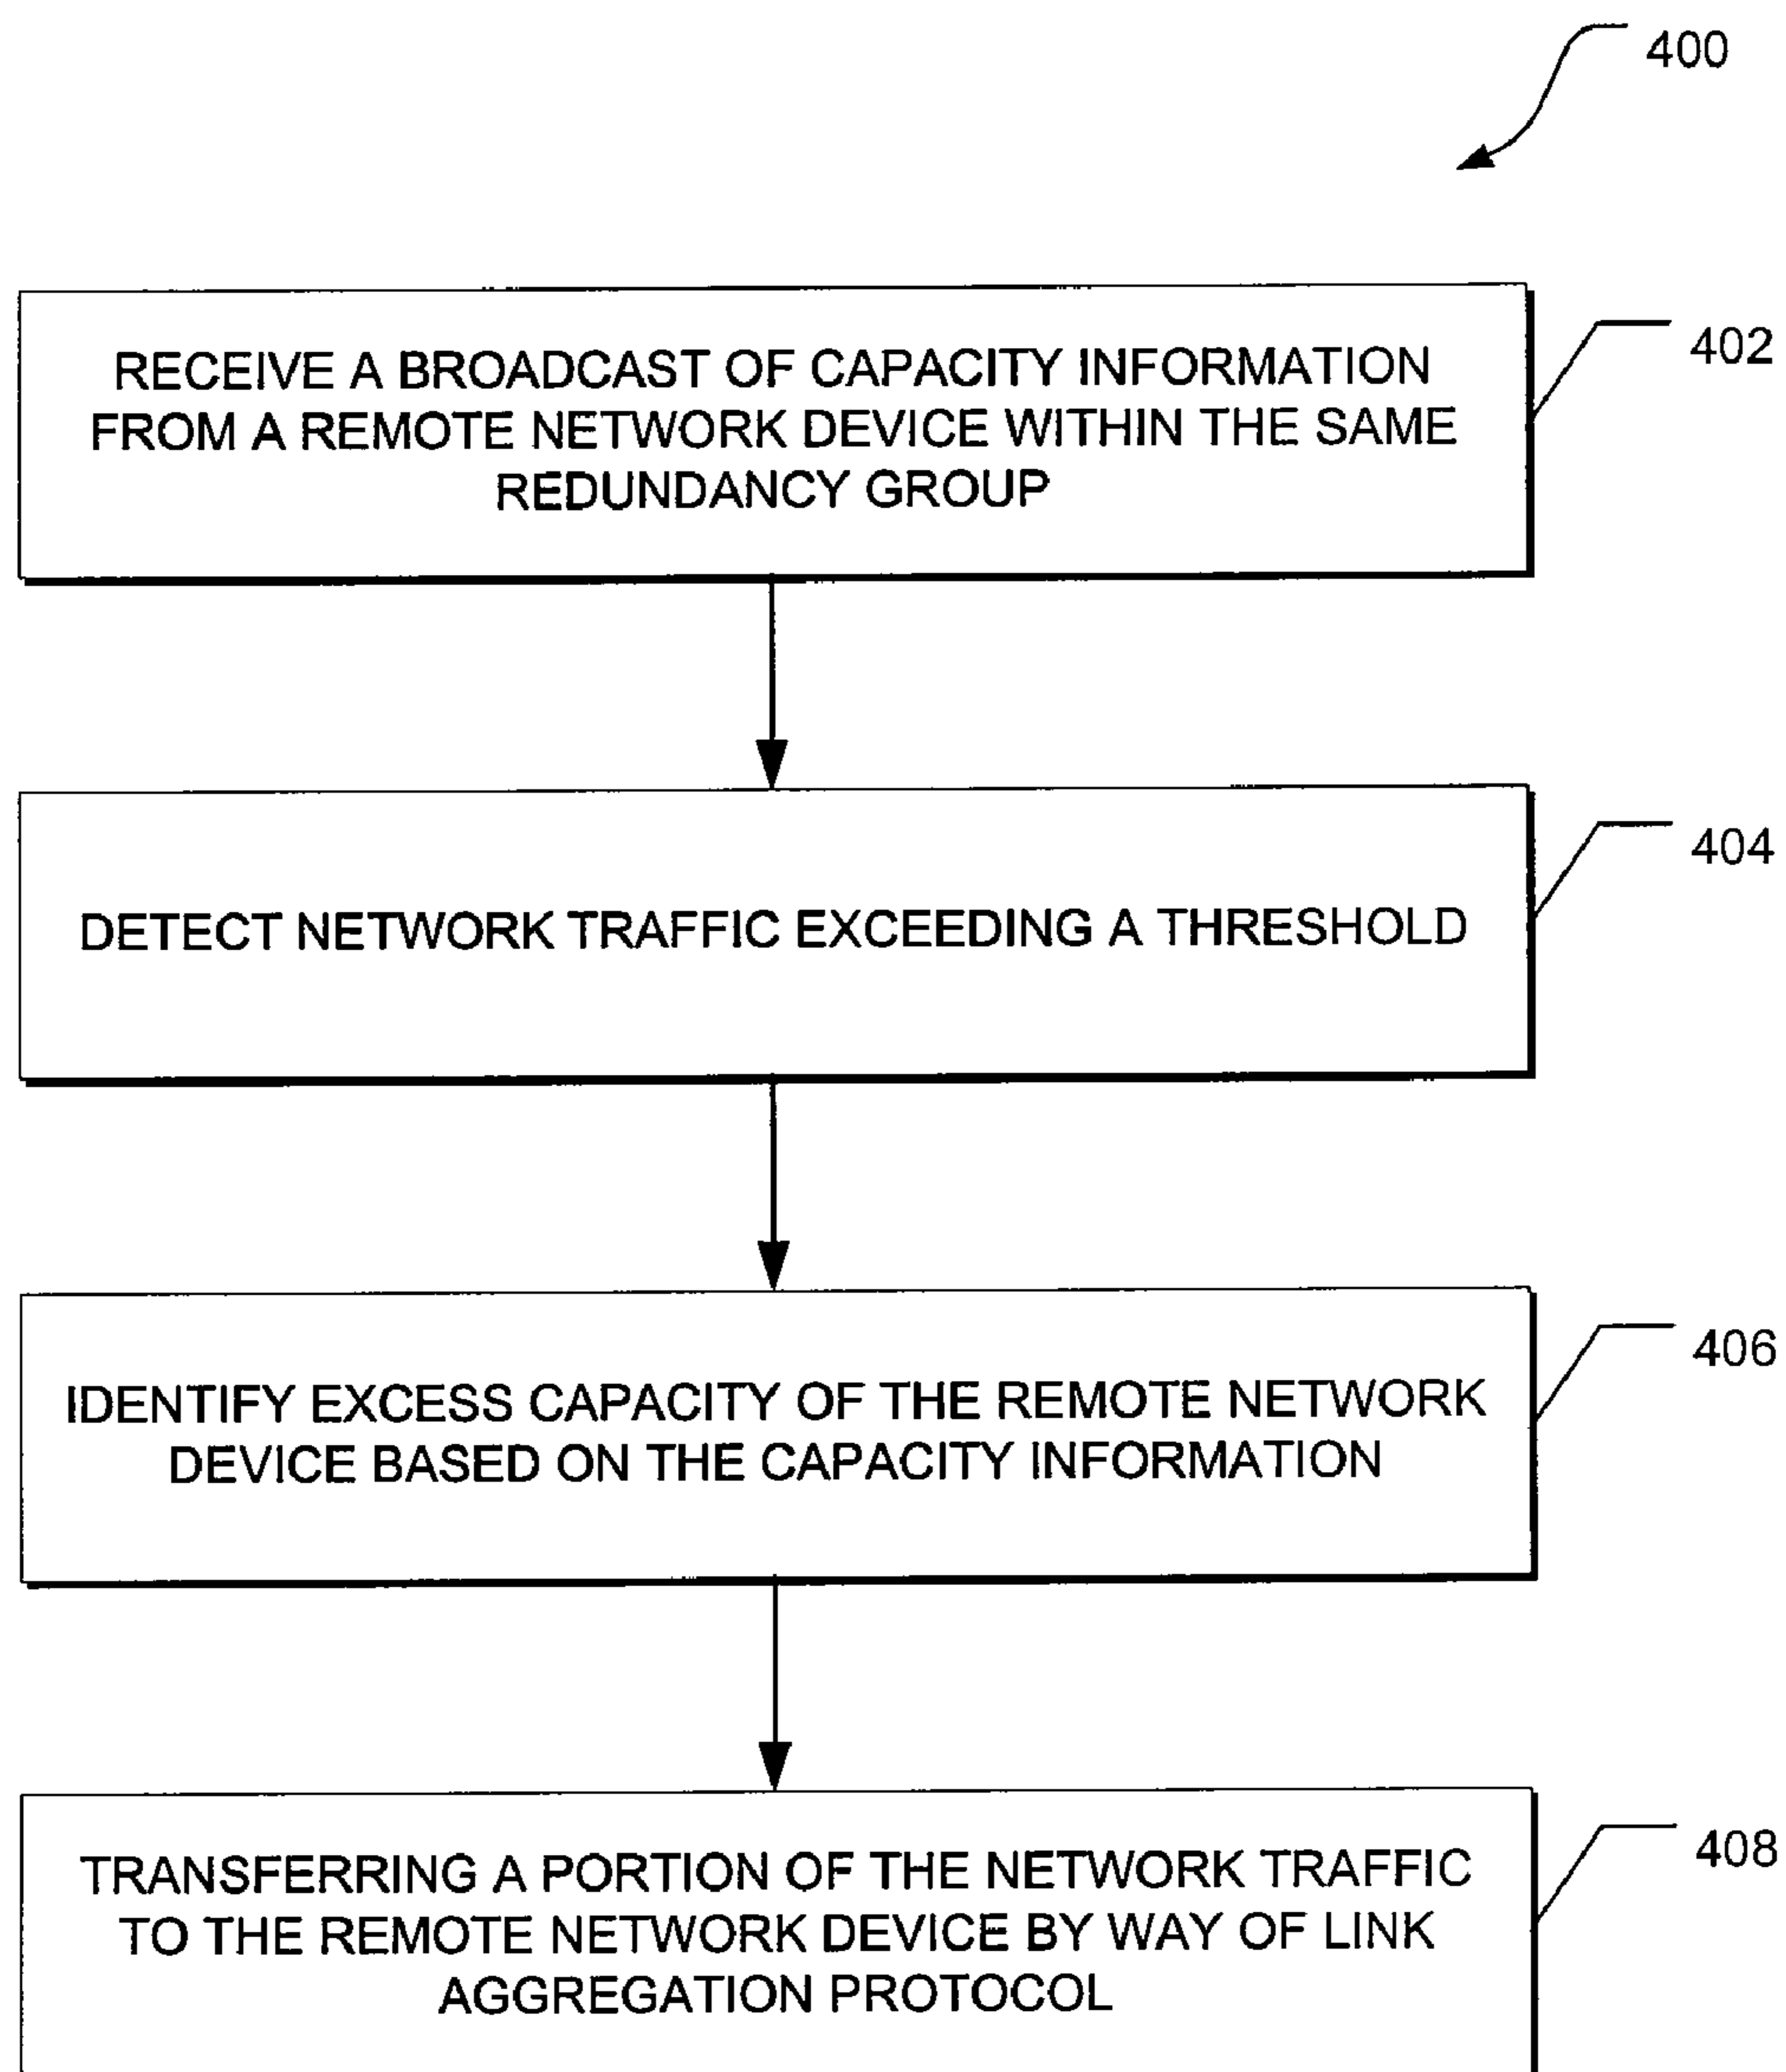 400
RECEIVE A BROADCAST OF CAPACITY INFORMATION
FROM A REMOTE NETWORK DEVICE WITHIN THE SAME
REDUNDANCY GROUP
402
DETECT NETWORK TRAFFIC EXCEEDING A THRESHOLD
404
IDENTIFY EXCESS CAPACITY OF THE REMOTE NETWORK
DEVICE BASED ON THE CAPACITY INFORMATION
406
TRANSFERRING A PORTION OF THE NETWORK TRAFFIC
TO THE REMOTE NETWORK DEVICE BY WAY OF LINK
AGGREGATION PROTOCOL
408